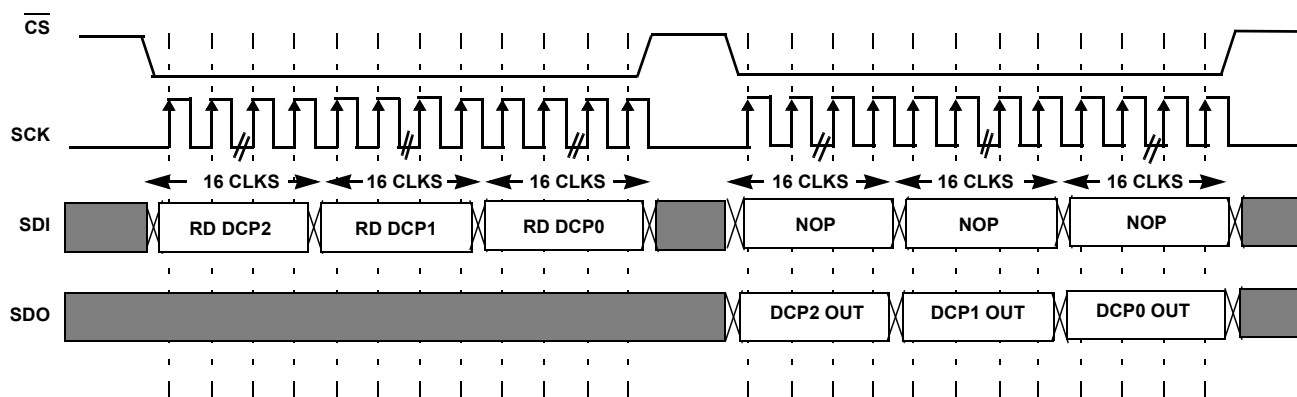 CS
SCK
16 CLKS 16 CLKS 16 CLKS 16 CLKS 16 CLKS 16 CLKS
SDI RD DCP2 RD DCP1 RD DCP0 NOP NOP NOP
SDO DCP2 OUT DCP1 OUT DCP0 OUT